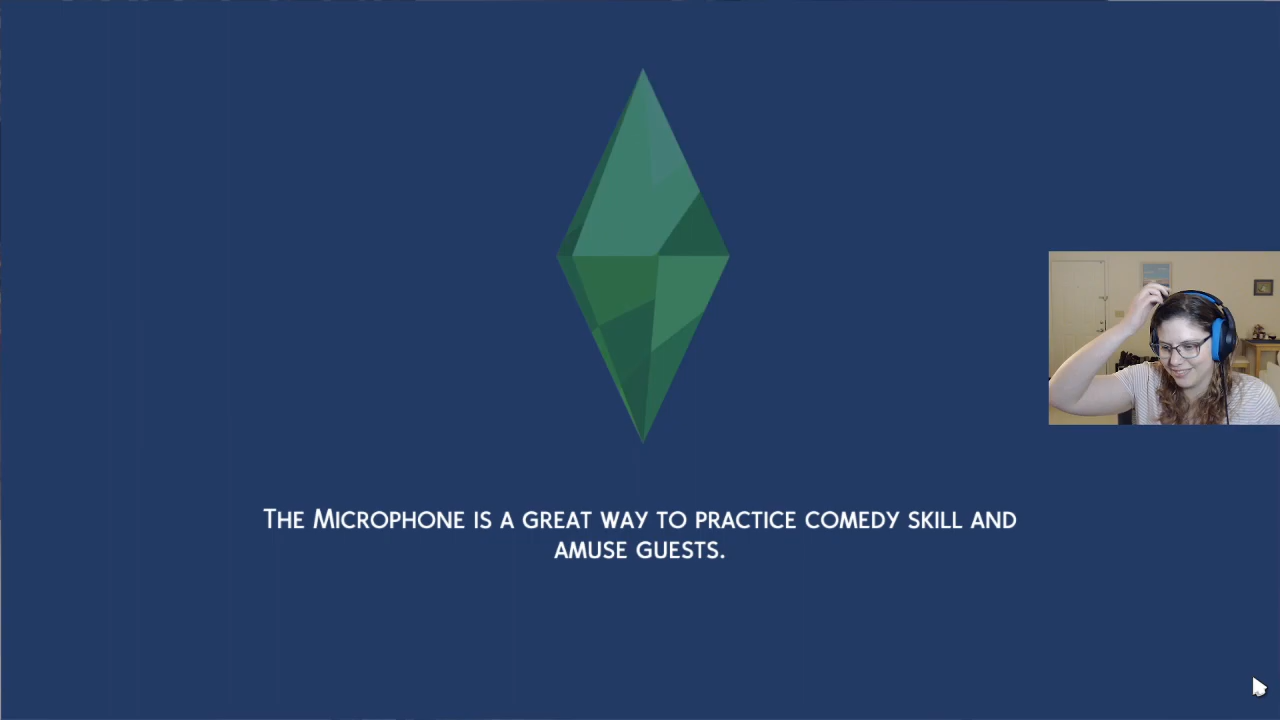 The Microphone is a great way to practice comedy skill and
amuse guests.